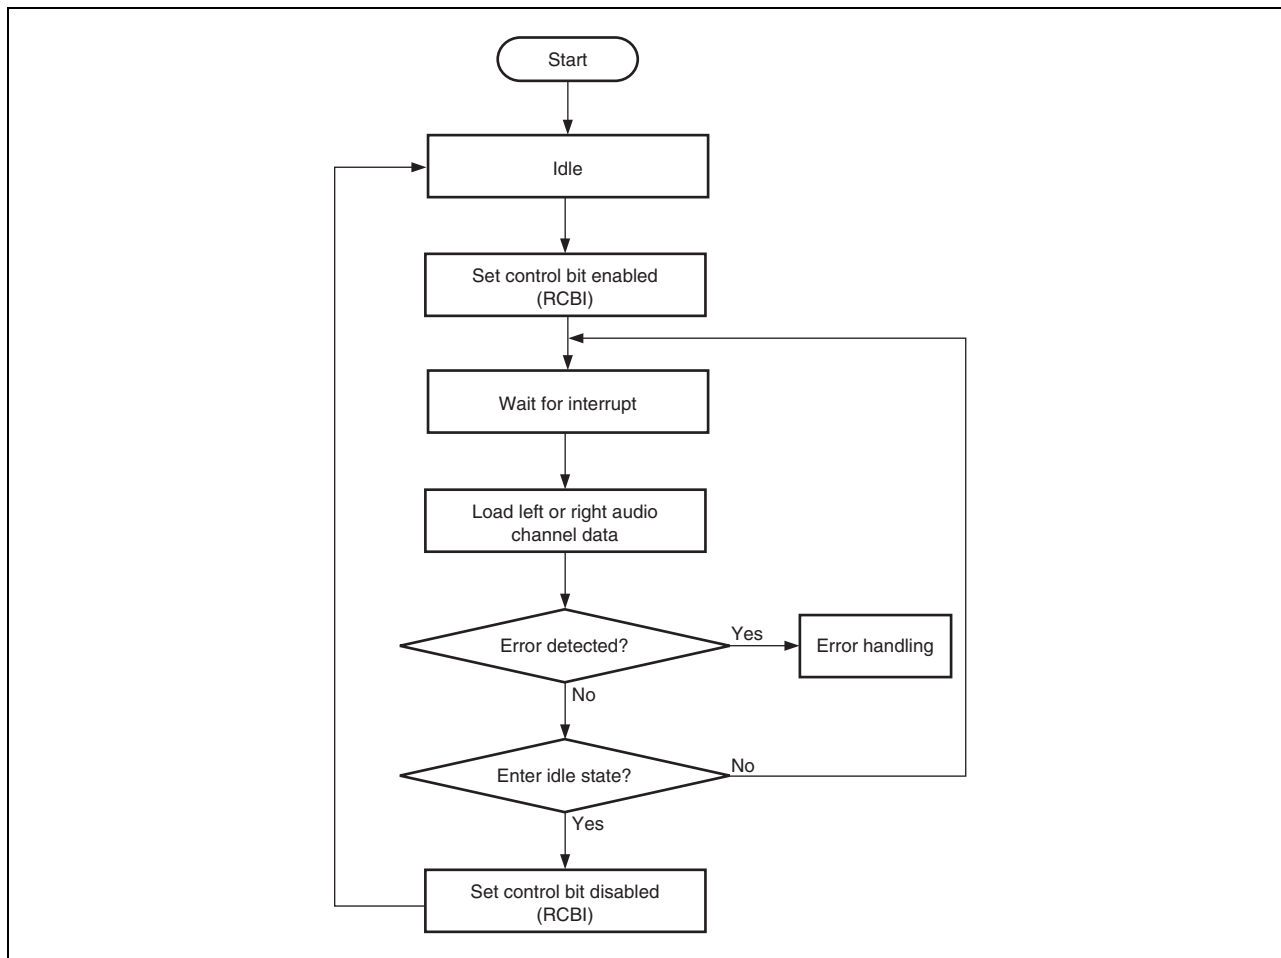 Start
Idle
Set control bit enabled
(RCBI)
Wait for interrupt
Load left or right audio
channel data
Error detected?
Yes
Error handling
No
Enter idle state?
No
Yes
Set control bit disabled
(RCBI)